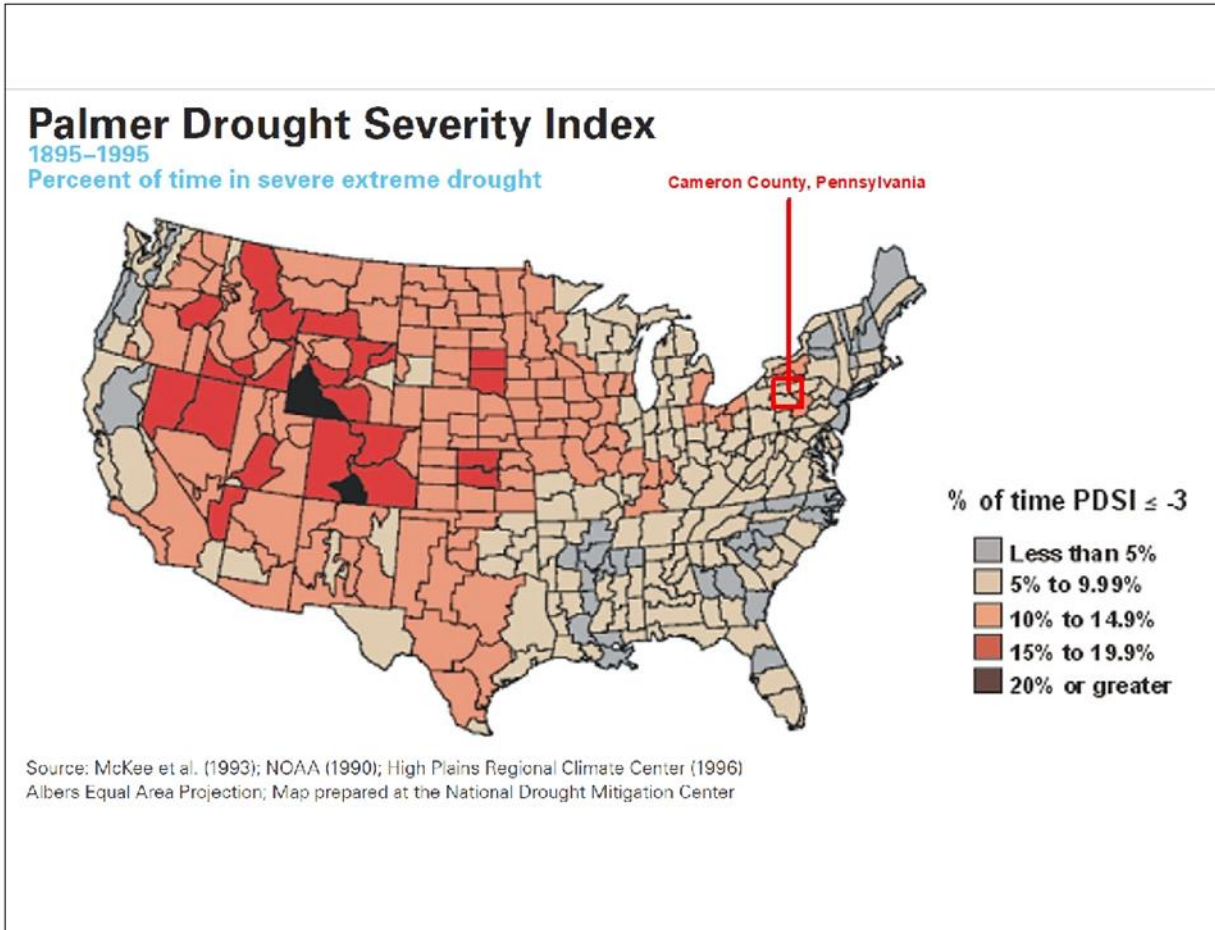 Palmer Drought Severity Index
1895–1995
Perceent of time in severe extreme drought
Cameron County, Pennsylvania
% of time PDSI ≤ -3
Less than 5%
5% to 9.99%
10% to 14.9%
15% to 19.9%
20% or greater
Source: McKee et al. (1993); NOAA (1990); High Plains Regional Climate Center (1996)
Albers Equal Area Projection; Map prepared at the National Drought Mitigation Center